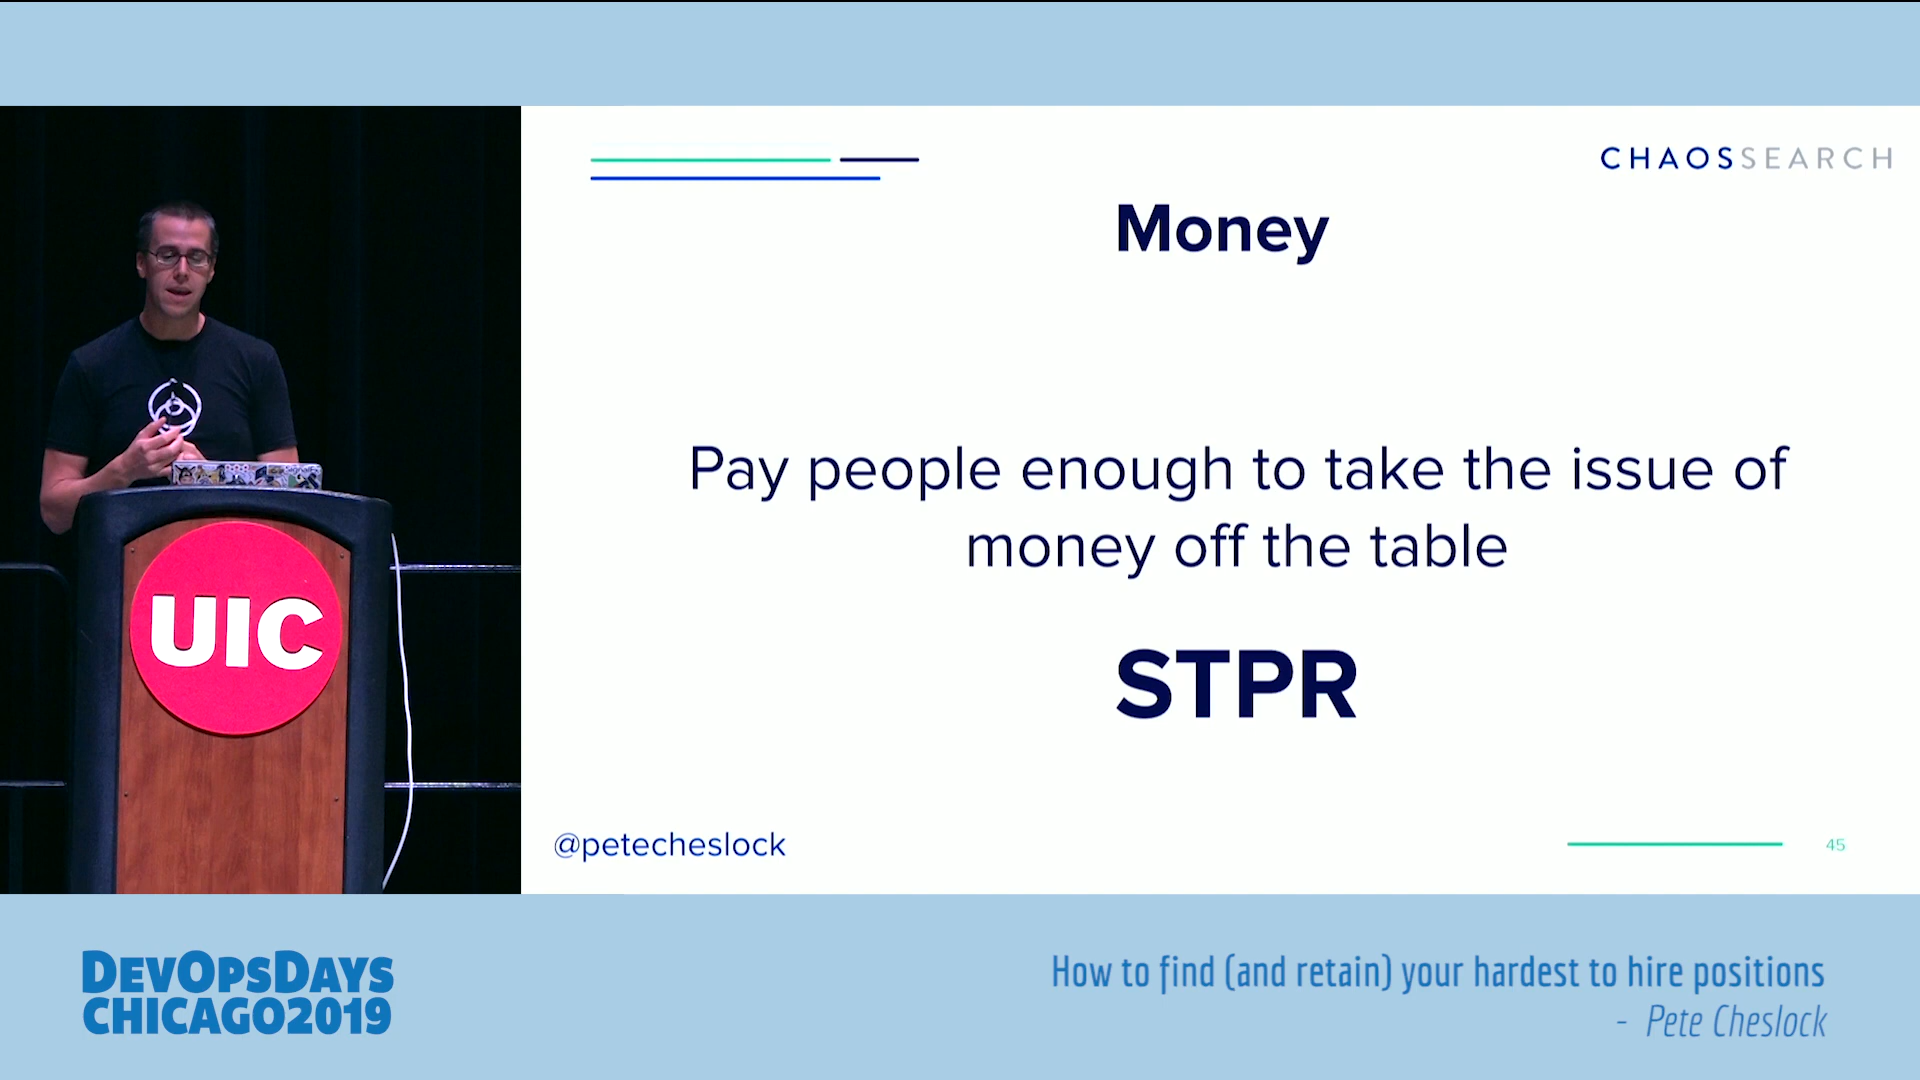 CHAOSSEARCH
Money
Pay people enough to take the issue of
money off the table
STPR
@petecheslock
45
UIC
DEVOPSDAYS
CHICAGO2019
How to find (and retain) your hardest to hire positions
- Pete Cheslock